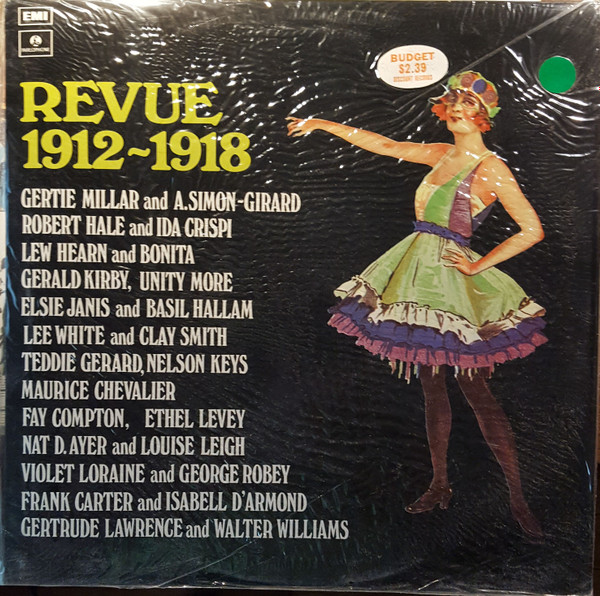 EMI
PARLOPHONE
BUDGET
$2.39
DISCOUNT RECORDS
REVUE
1912~1918
GERTIE MILLAR and A.SIMON-GIRARD
ROBERT HALE and IDA CRISPI
LEW HEARN and BONITA
GERALD KIRBY, UNITY MORE
ELSIE JANIS and BASIL HALLAM
LEE WHITE and CLAY SMITH
TEDDIE GERARD, NELSON KEYS
MAURICE CHEVALIER
FAY COMPTON, ETHEL LEVEY
NAT D. AYER and LOUISE LEIGH
VIOLET LORAINE and GEORGE ROBEY
FRANK CARTER and ISABELL D'ARMOND
GERTRUDE LAWRENCE and WALTER WILLIAMS